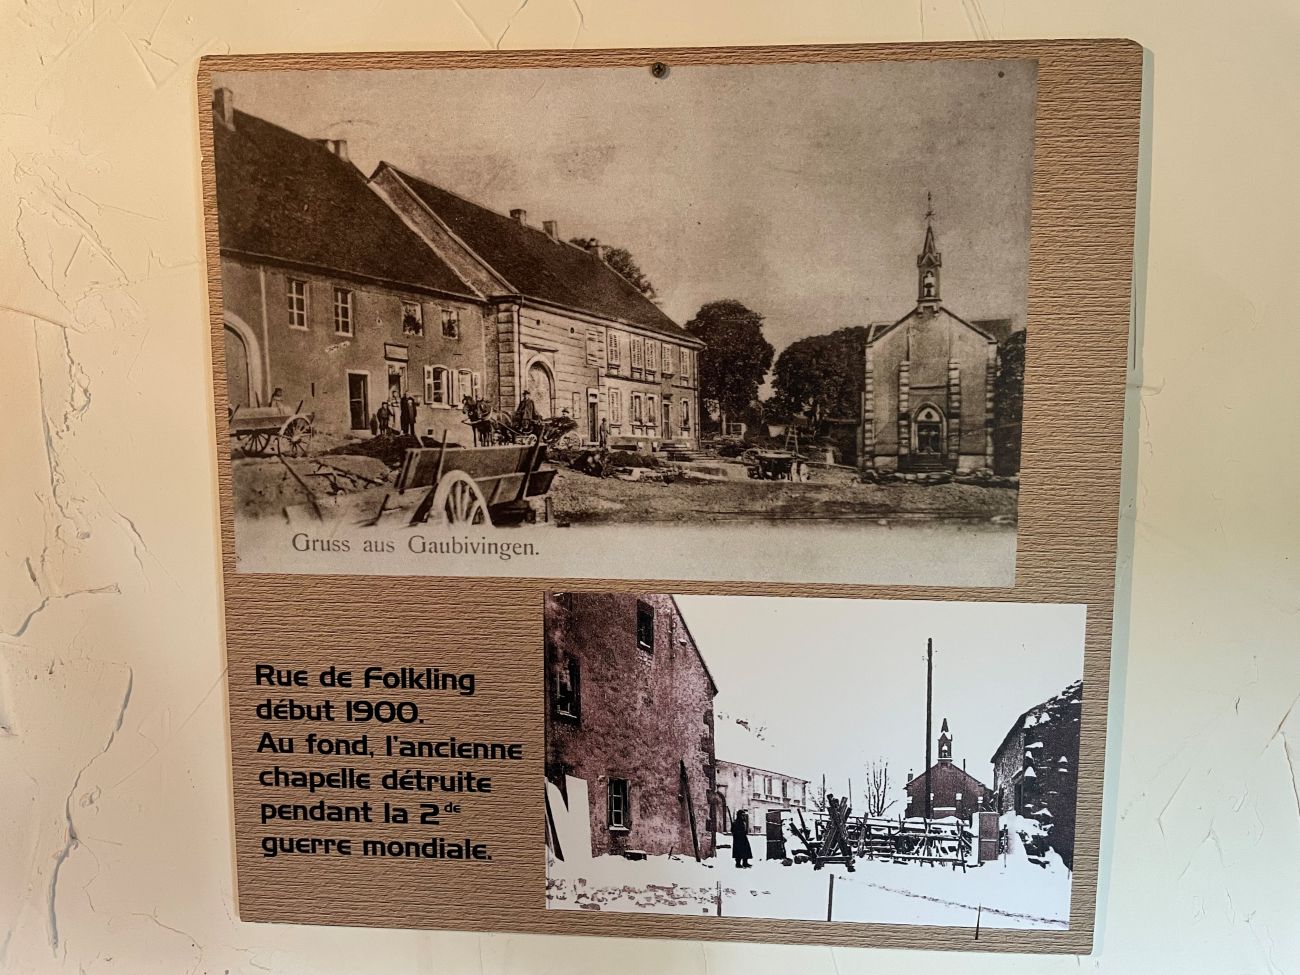 Gruss aus Gaubivingen.
Rue de Folkling
début 1900.
Au fond, l'ancienne
chapelle détruite
pendant la 2de
guerre mondiale.